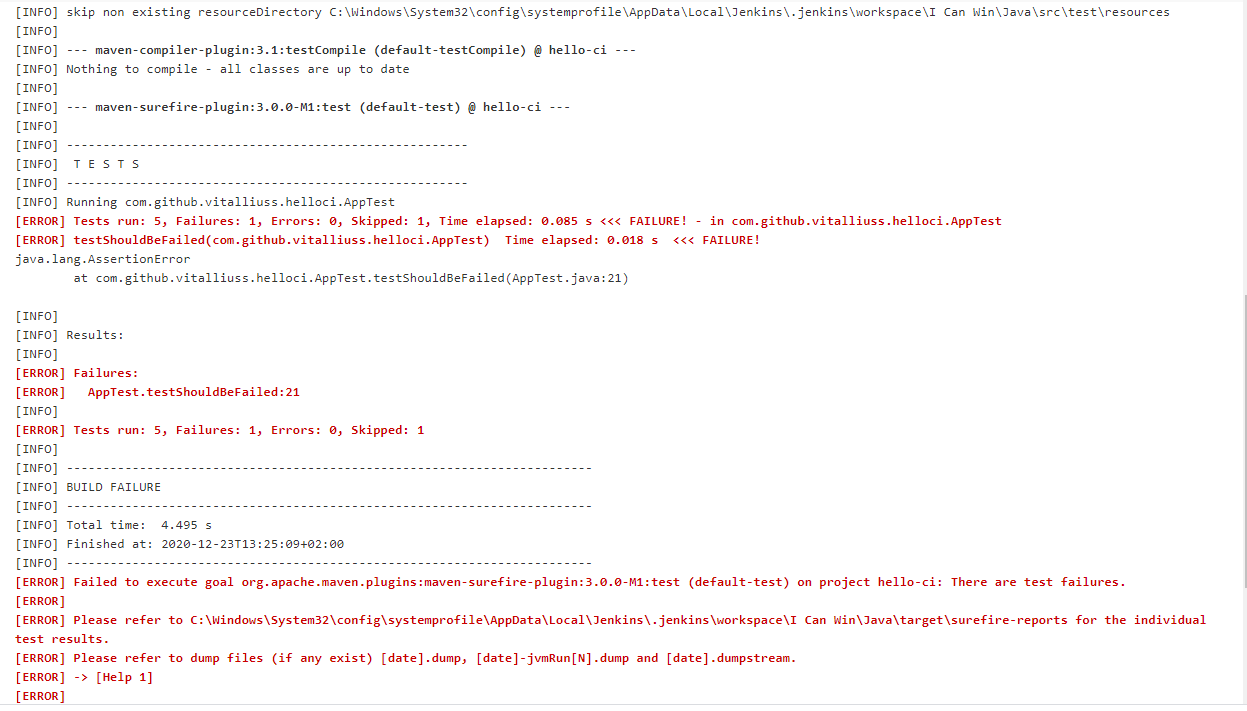 [INFO] skip non existing resourceDirectory C:\Windows\System32\config\systemprofile\AppData\Local\Jenkins\.jenkins\workspace\I Can Win\Java\src\test\resources
[INFO]
[INFO] --- maven-compiler-plugin:3.1:testCompile (default-testCompile) @ hello-ci ---
[INFO] Nothing to compile - all classes are up to date
[INFO]
[INFO] --- maven-surefire-plugin:3.0.0-M1:test (default-test) @ hello-ci ---
[INFO]
[INFO] -------------------------------------------------------
[INFO]  T E S T S
[INFO] -------------------------------------------------------
[INFO] Running com.github.vitalliuss.helloci.AppTest
[ERROR] Tests run: 5, Failures: 1, Errors: 0, Skipped: 1, Time elapsed: 0.085 s <<< FAILURE! - in com.github.vitalliuss.helloci.AppTest
[ERROR] testShouldBeFailed(com.github.vitalliuss.helloci.AppTest)  Time elapsed: 0.018 s  <<< FAILURE!
java.lang.AssertionError
        at com.github.vitalliuss.helloci.AppTest.testShouldBeFailed(AppTest.java:21)
[INFO]
[INFO] Results:
[INFO]
[ERROR] Failures:
[ERROR]   AppTest.testShouldBeFailed:21
[INFO]
[ERROR] Tests run: 5, Failures: 1, Errors: 0, Skipped: 1
[INFO]
[INFO] ------------------------------------------------------------------------
[INFO] BUILD FAILURE
[INFO] ------------------------------------------------------------------------
[INFO] Total time:  4.495 s
[INFO] Finished at: 2020-12-23T13:25:09+02:00
[INFO] ------------------------------------------------------------------------
[ERROR] Failed to execute goal org.apache.maven.plugins:maven-surefire-plugin:3.0.0-M1:test (default-test) on project hello-ci: There are test failures.
[ERROR]
[ERROR] Please refer to C:\Windows\System32\config\systemprofile\AppData\Local\Jenkins\.jenkins\workspace\I Can Win\Java\target\surefire-reports for the individual
test results.
[ERROR] Please refer to dump files (if any exist) [date].dump, [date]-jvmRun[N].dump and [date].dumpstream.
[ERROR] -> [Help 1]
[ERROR]